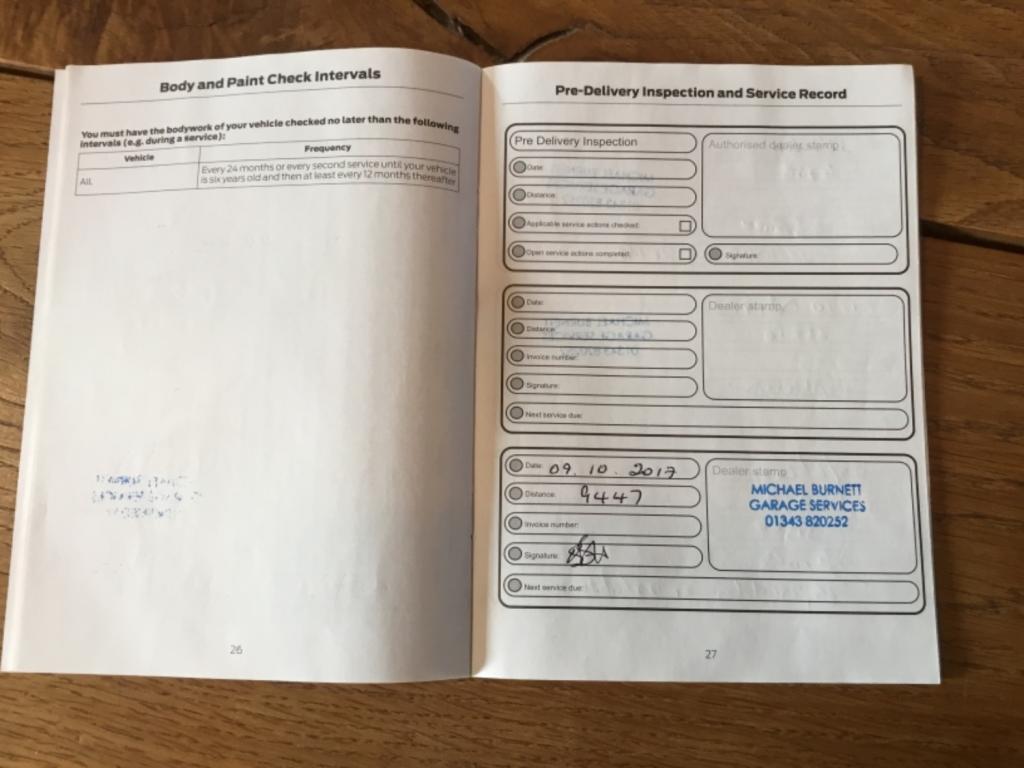 Body and Paint Check Intervals
You must have the bodywork of your vehicle checked no later than the following
intervals (e.g. during a service):
Vehicle Frequency
All. Every 24 months or every second service until your vehicle
is six years old and then at least every 12 months thereafter
26
Pre-Delivery Inspection and Service Record
Pre Delivery Inspection
Date:
Distance:
Applicable service actions checked:
Open service actions completed:
Authorised dealer stamp
Signature:
Date:
Distance:
Invoice number:
Signature:
Next service due:
Dealer stamp
Date: 09. 10. 2017
Distance: 9447
Invoice number:
Signature:
Next service due:
Dealer stamp
MICHAEL BURNETT
GARAGE SERVICES
01343 820252
27